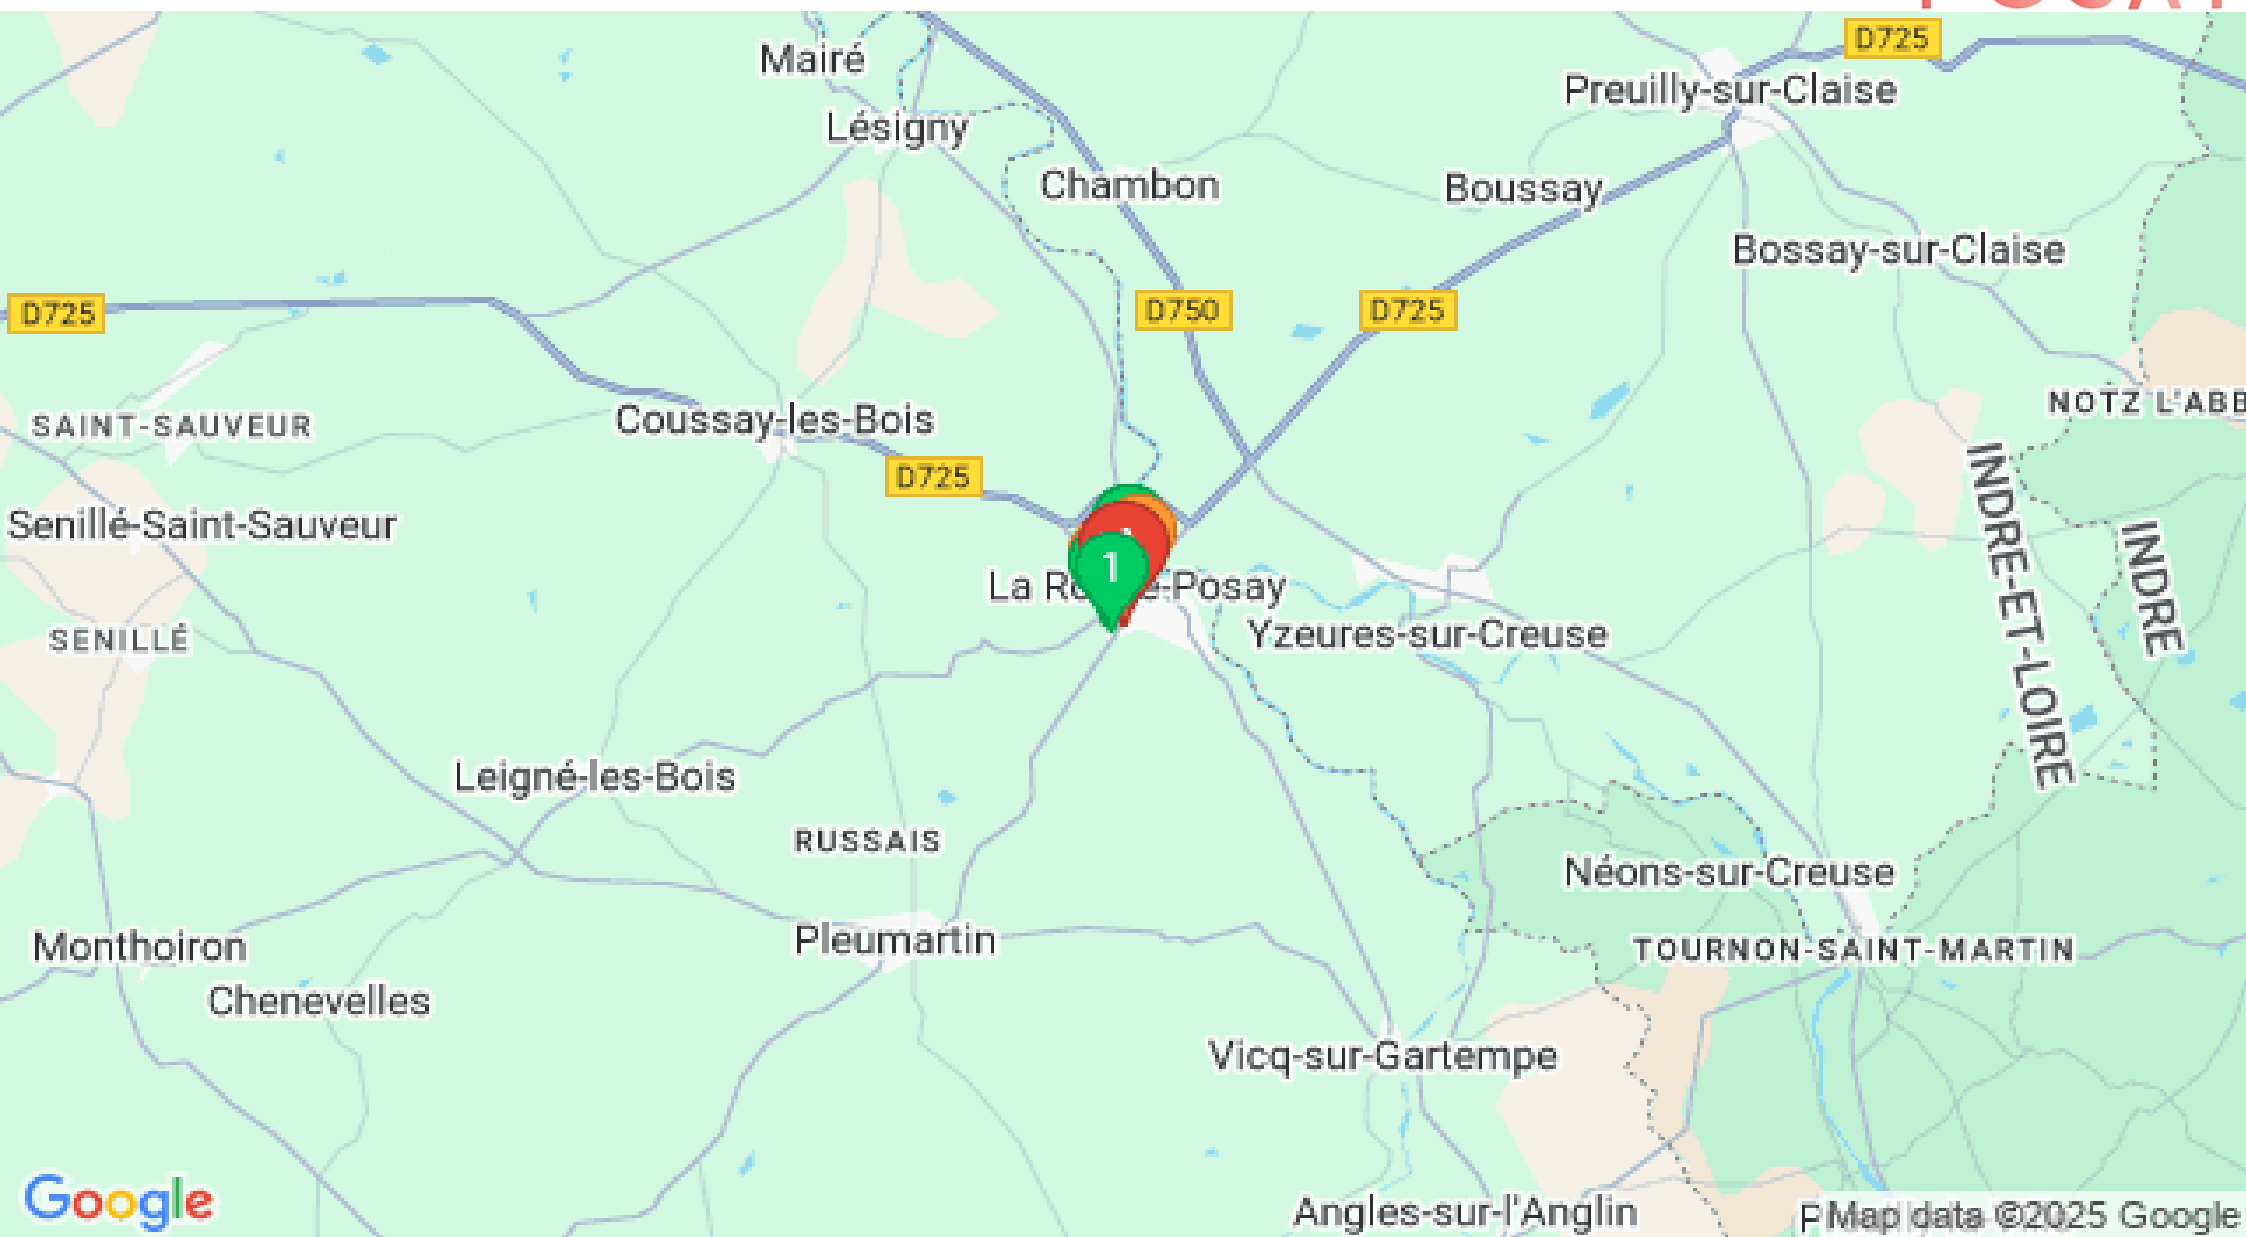 D725
Mairé
Preuilly-sur-Claise
Lésigny
Chambon
Boussay
Bossay-sur-Claise
D725
D750
D725
NOTZ L'ABB
SAINT-SAUVEUR
Coussay-les-Bois
D725
Senillé-Saint-Sauveur
INDRE-ET-LOIRE
INDRE
1
La Ro e-Posay
SENILLÉ
Yzeures-sur-Creuse
Leigné-les-Bois
RUSSAIS
Néons-sur-Creuse
Monthoiron
Pleumartin
TOURNON-SAINT-MARTIN
Chenevelles
Vicq-sur-Gartempe
Google
Angles-sur-l'Anglin
Map data ©2025 Google